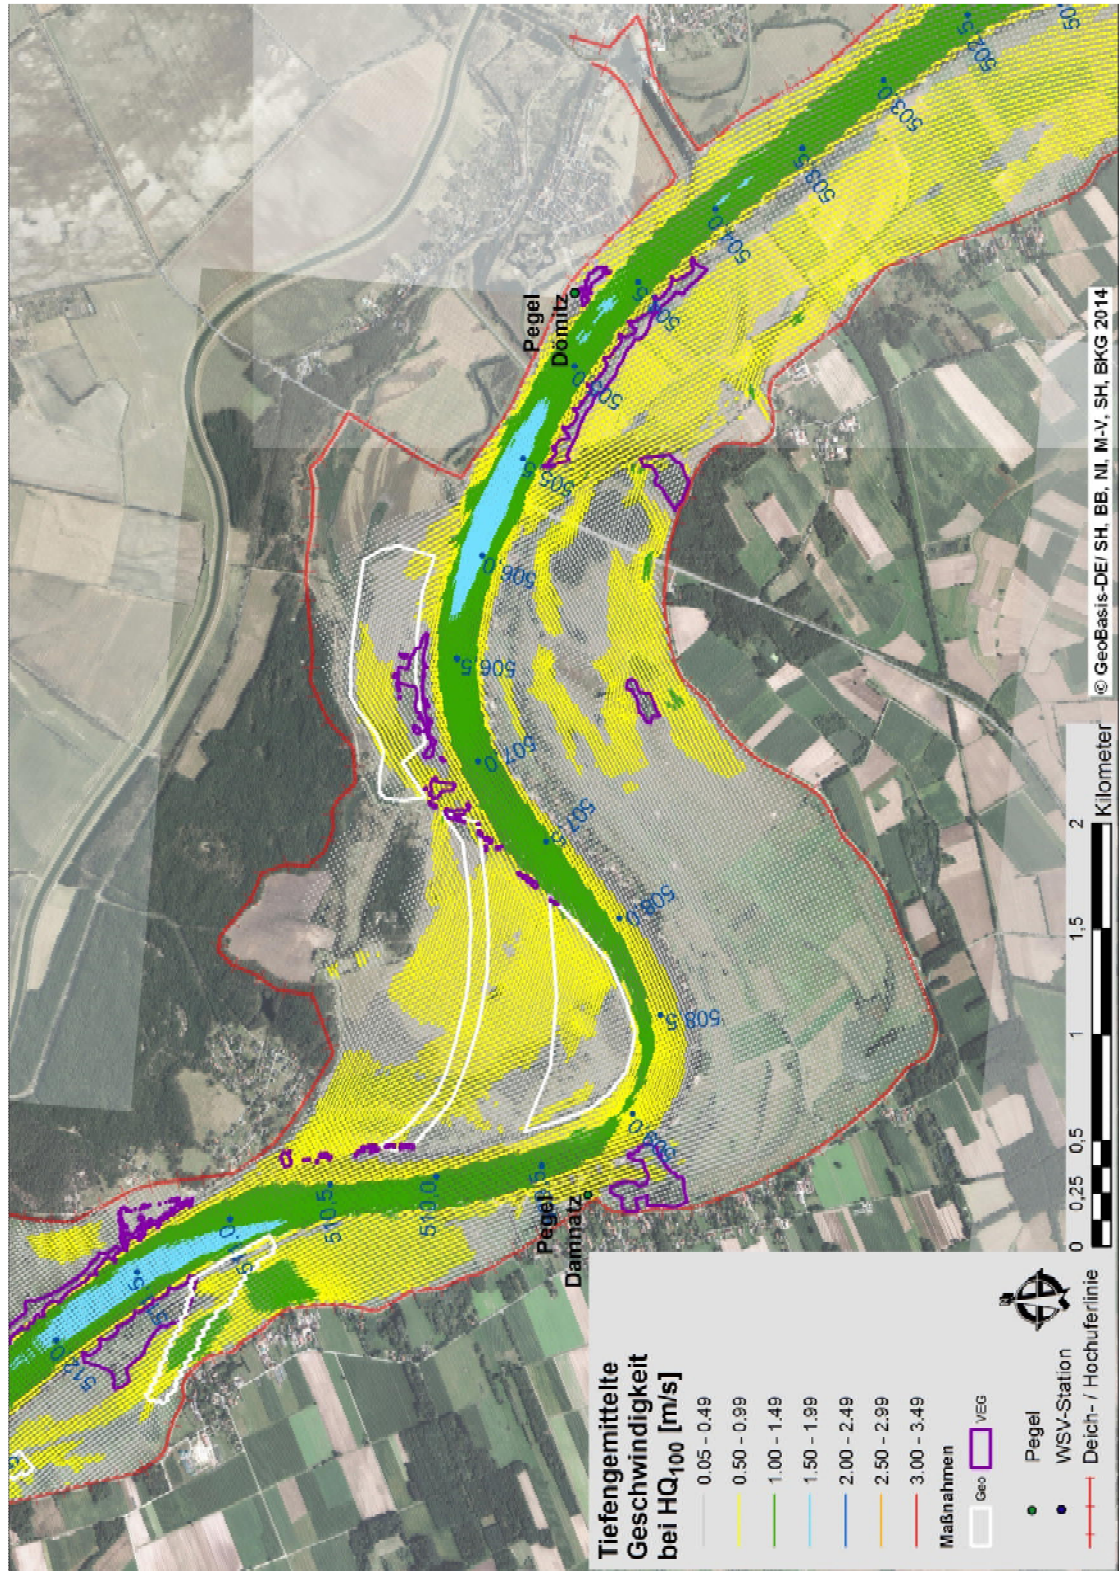 Tiefengemittelte
Geschwindigkeit
bei HQ100 [m/s]
0.05 – 0.49
0.50 – 0.99
1.00 – 1.49
1.50 – 1.99
2.00 – 2.49
2.50 – 2.99
3.00 – 3.49
Maßnahmen
Geo
VEG
Pegel
WSV-Station
Deich- / Hochuferlinie
0
0,25
0,5
1
1,5
2
Kilometer
© GeoBasis-DE/ SH, BB, NI, M-V, SH, BKG 2014
Pegel
Damnatz
Pegel
Dömitz
512.0
511.0
510.5
510.0
509.0
508.5
508.0
507.5
507.0
506.5
506.0
505.5
505.0
504.0
503.5
503.0
502.5